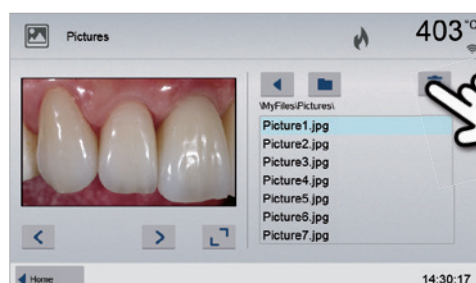 Pictures
403 °C
\MyFiles\Pictures\
Picture1.jpg
Picture2.jpg
Picture3.jpg
Picture4.jpg
Picture5.jpg
Picture6.jpg
Picture7.jpg
Home
14:30:17